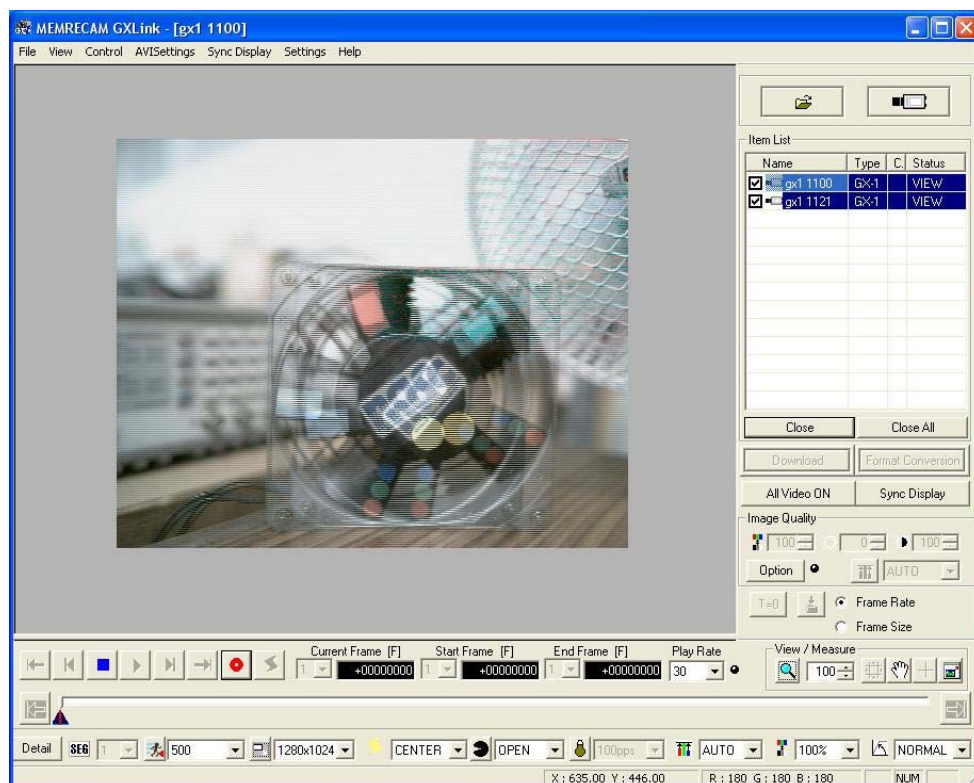 MEMRECAM GXLink - [gx1 1100]
File View Control AVISettings Sync Display Settings Help
Item List
Name Type C. Status
gx1 1100 GX-1 VIEW
gx1 1121 GX-1 VIEW
Close Close All
Download Format Conversion
All Video ON Sync Display
Image Quality
100 0 100
Option AUTO
T=0 Frame Rate
Frame Size
Current Frame [F] Start Frame [F] End Frame [F] Play Rate View / Measure
1 +00000000 1 +00000000 1 +00000000 30 100
Detail SEG 1 500 1280x1024 CENTER OPEN 100pps AUTO 100% NORMAL
X : 635.00 Y : 446.00 R : 180 G : 180 B : 180 NUM